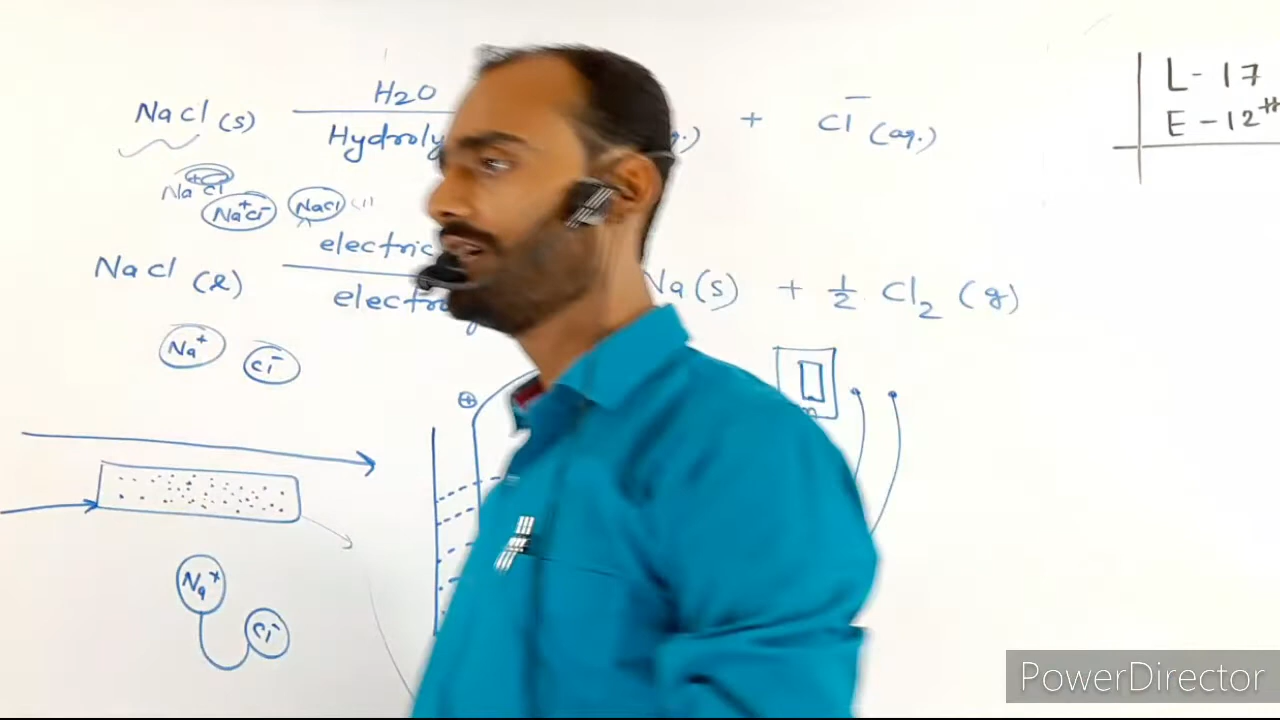 H2O
NaCl (s) Hydroly + Cl⁻ (aq.)
L - 17
E - 12th
NaCl
Na⁺Cl⁻ NaCl
electric
NaCl (l) electro Na(s) + 1/2 Cl2 (g)
Na⁺ Cl⁻
⊕
Na⁺
Cl⁻
PowerDirector